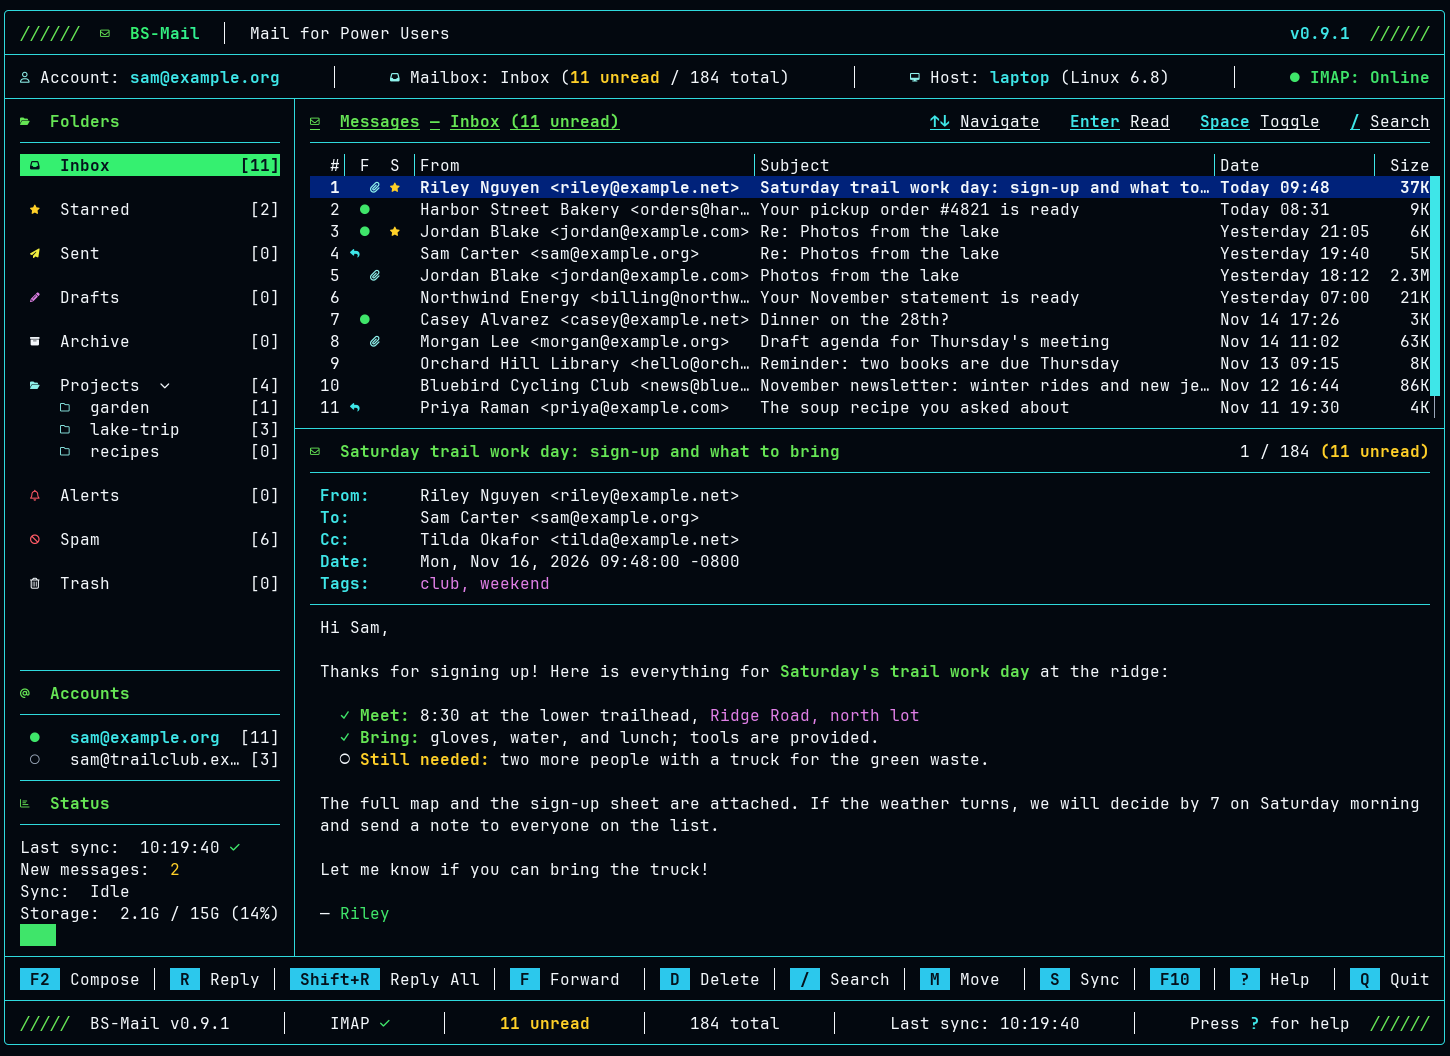 ////// BS-Mail Mail for Power Users v0.9.1 //////
Account: sam@example.org Mailbox: Inbox (11 unread / 184 total) Host: laptop (Linux 6.8) IMAP: Online
Folders
Inbox [11]
Starred [2]
Sent [0]
Drafts [0]
Archive [0]
Projects [4]
garden [1]
lake-trip [3]
recipes [0]
Alerts [0]
Spam [6]
Trash [0]
Accounts
sam@example.org [11]
sam@trailclub.ex… [3]
Status
Last sync: 10:19:40 ✓
New messages: 2
Sync: Idle
Storage: 2.1G / 15G (14%)
Messages — Inbox (11 unread) ↑↓ Navigate Enter Read Space Toggle / Search
# F S From Subject Date Size
1 Riley Nguyen <riley@example.net> Saturday trail work day: sign-up and what to… Today 09:48 37K
2 Harbor Street Bakery <orders@har… Your pickup order #4821 is ready Today 08:31 9K
3 Jordan Blake <jordan@example.com> Re: Photos from the lake Yesterday 21:05 6K
4 Sam Carter <sam@example.org> Re: Photos from the lake Yesterday 19:40 5K
5 Jordan Blake <jordan@example.com> Photos from the lake Yesterday 18:12 2.3M
6 Northwind Energy <billing@northw… Your November statement is ready Yesterday 07:00 21K
7 Casey Alvarez <casey@example.net> Dinner on the 28th? Nov 14 17:26 3K
8 Morgan Lee <morgan@example.org> Draft agenda for Thursday's meeting Nov 14 11:02 63K
9 Orchard Hill Library <hello@orch… Reminder: two books are due Thursday Nov 13 09:15 8K
10 Bluebird Cycling Club <news@blue… November newsletter: winter rides and new je… Nov 12 16:44 86K
11 Priya Raman <priya@example.com> The soup recipe you asked about Nov 11 19:30 4K
Saturday trail work day: sign-up and what to bring 1 / 184 (11 unread)
From: Riley Nguyen <riley@example.net>
To: Sam Carter <sam@example.org>
Cc: Tilda Okafor <tilda@example.net>
Date: Mon, Nov 16, 2026 09:48:00 -0800
Tags: club, weekend
Hi Sam,
Thanks for signing up! Here is everything for Saturday's trail work day at the ridge:
✓ Meet: 8:30 at the lower trailhead, Ridge Road, north lot
✓ Bring: gloves, water, and lunch; tools are provided.
Still needed: two more people with a truck for the green waste.
The full map and the sign-up sheet are attached. If the weather turns, we will decide by 7 on Saturday morning
and send a note to everyone on the list.
Let me know if you can bring the truck!
— Riley
F2 Compose R Reply Shift+R Reply All F Forward D Delete / Search M Move S Sync F10 ? Help Q Quit
///// BS-Mail v0.9.1 IMAP ✓ 11 unread 184 total Last sync: 10:19:40 Press ? for help //////